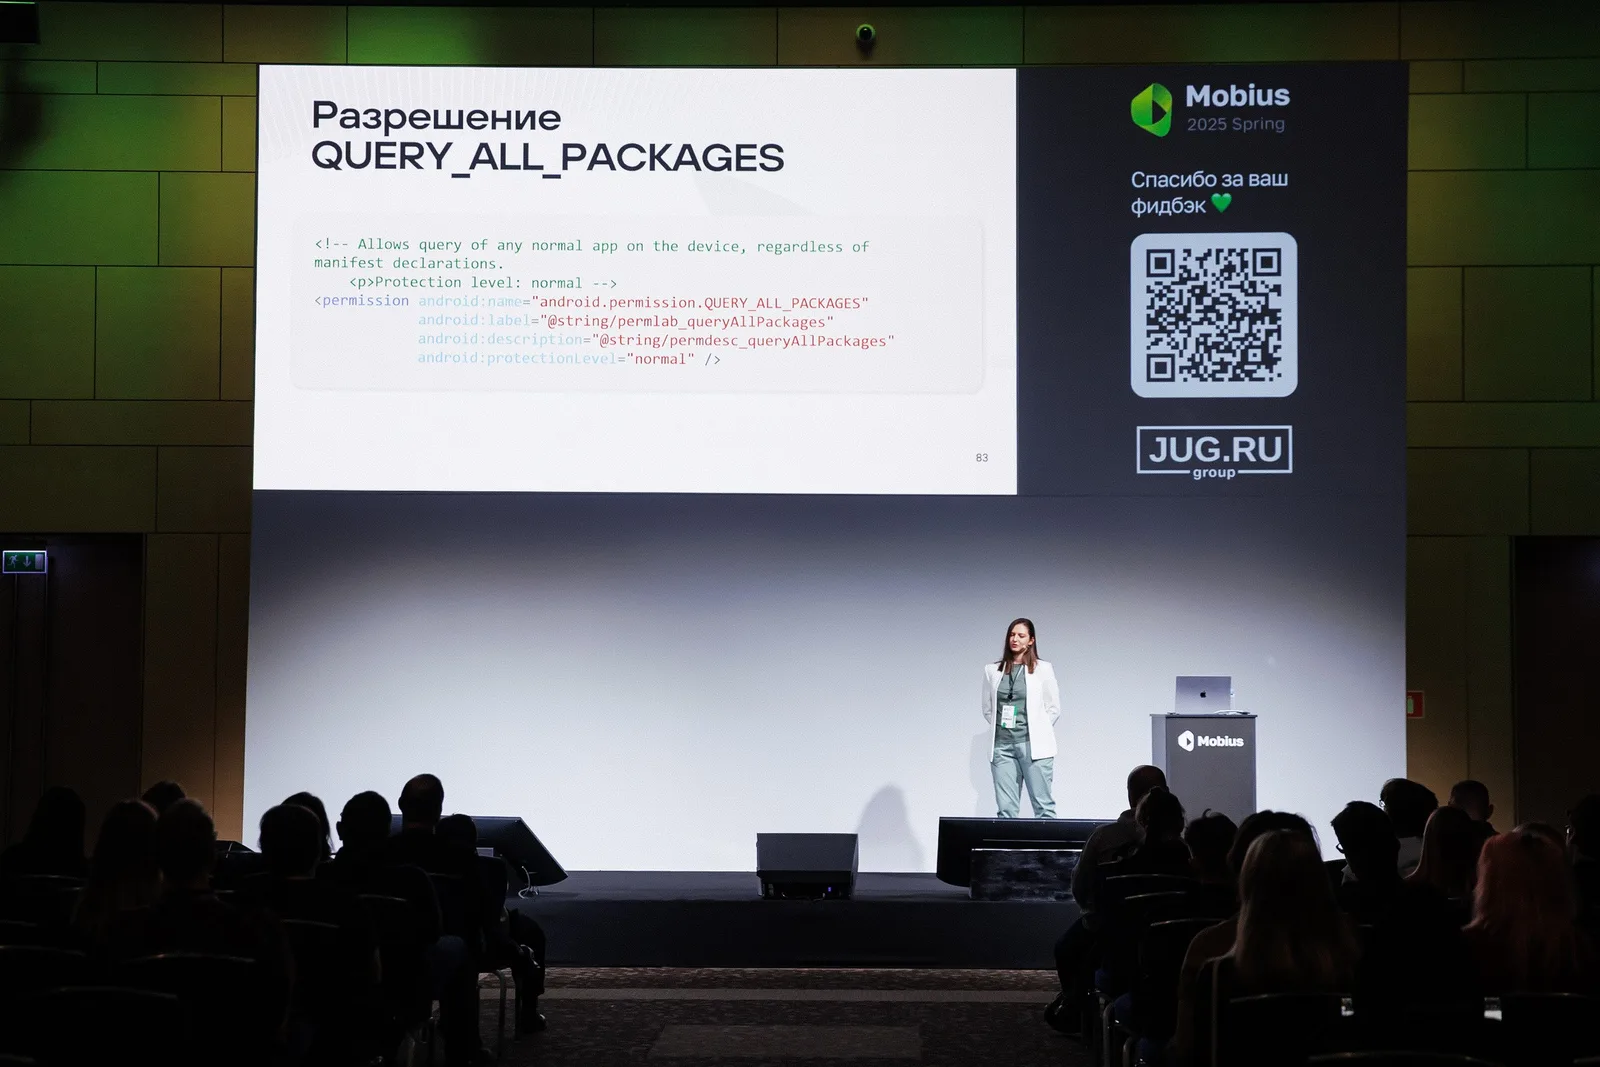 Разрешение
QUERY_ALL_PACKAGES
<!-- Allows query of any normal app on the device, regardless of
manifest declarations.
<p>Protection level: normal -->
<permission android:name="android.permission.QUERY_ALL_PACKAGES"
android:label="@string/permlab_queryAllPackages"
android:description="@string/permdesc_queryAllPackages"
android:protectionLevel="normal" />
83
Mobius
2025 Spring
Спасибо за ваш
фидбэк 💚
JUG.RU
group
Mobius